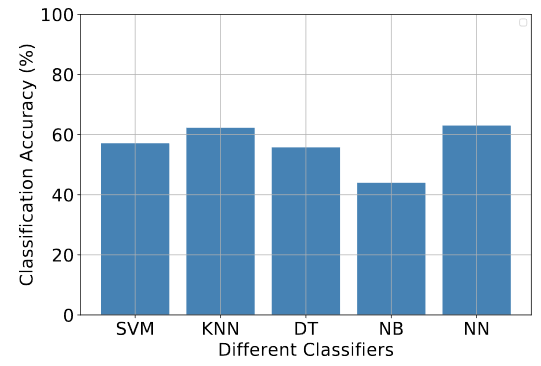 100
80
60
40
20
0
Classification Accuracy (%)
SVM KNN DT NB NN
Different Classifiers